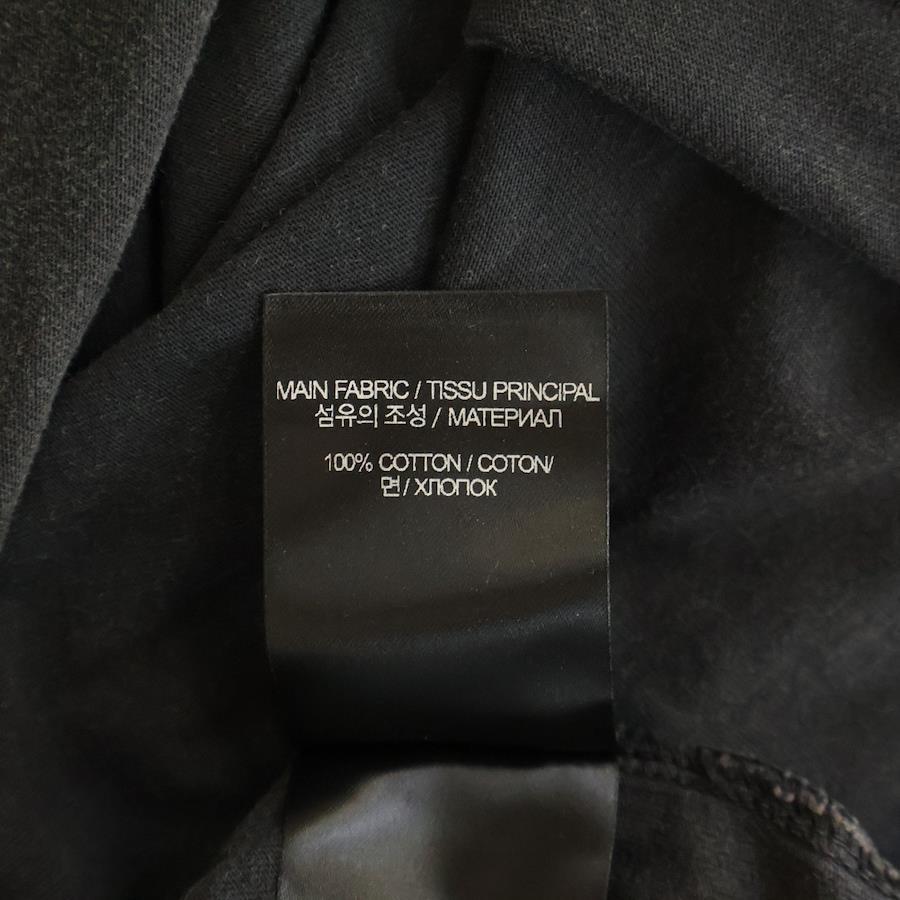 MAIN FABRIC / TISSU PRINCIPAL
섬유의 조성 / МАТЕРИАЛ
100% COTTON / COTON/
면 / ХЛОПОК